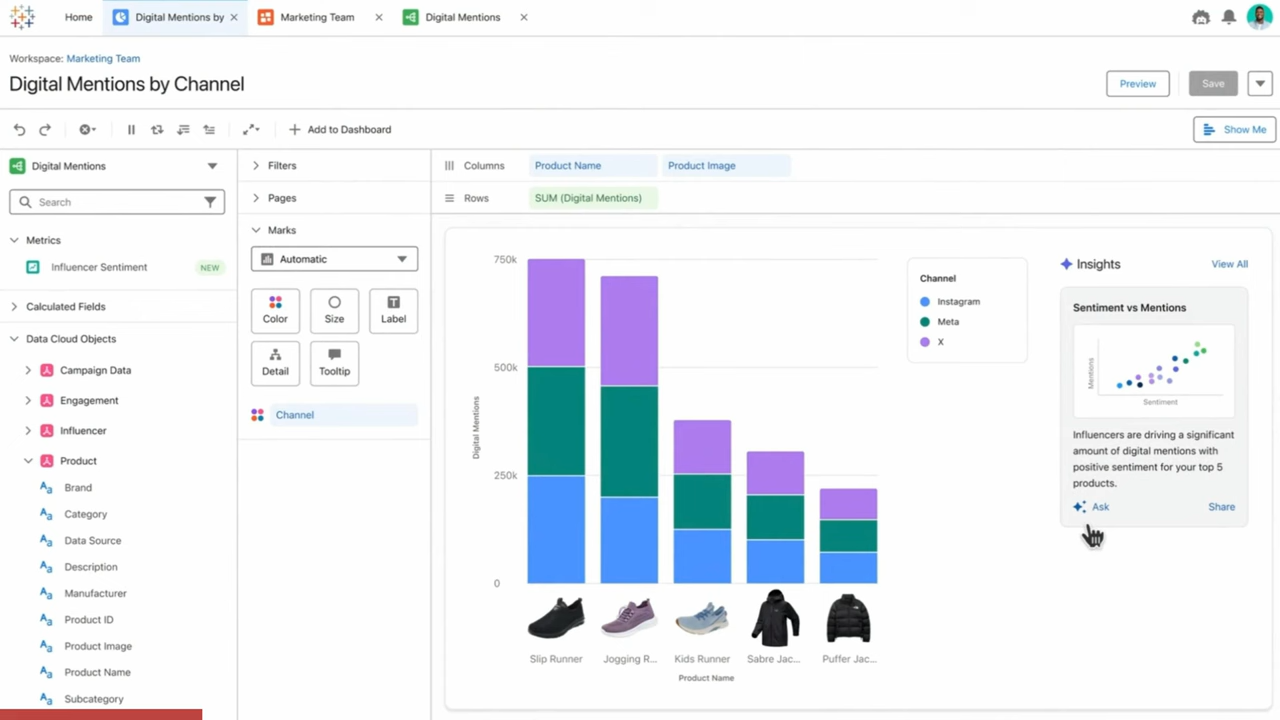 Home
Digital Mentions by
Marketing Team
Digital Mentions
Workspace: Marketing Team
Digital Mentions by Channel
Preview
Save
Add to Dashboard
Show Me
Digital Mentions
Search
Metrics
Influencer Sentiment NEW
Calculated Fields
Data Cloud Objects
Campaign Data
Engagement
Influencer
Product
Brand
Category
Data Source
Description
Manufacturer
Product ID
Product Image
Product Name
Subcategory
Filters
Pages
Marks
Automatic
Color
Size
Label
Detail
Tooltip
Channel
Columns
Product Name
Product Image
Rows
SUM (Digital Mentions)
750k
500k
250k
0
Digital Mentions
Slip Runner
Jogging R...
Kids Runner
Sabre Jac...
Puffer Jac...
Product Name
Channel
Instagram
Meta
X
Insights
View All
Sentiment vs Mentions
Mentions
Sentiment
Influencers are driving a significant
amount of digital mentions with
positive sentiment for your top 5
products.
Ask
Share